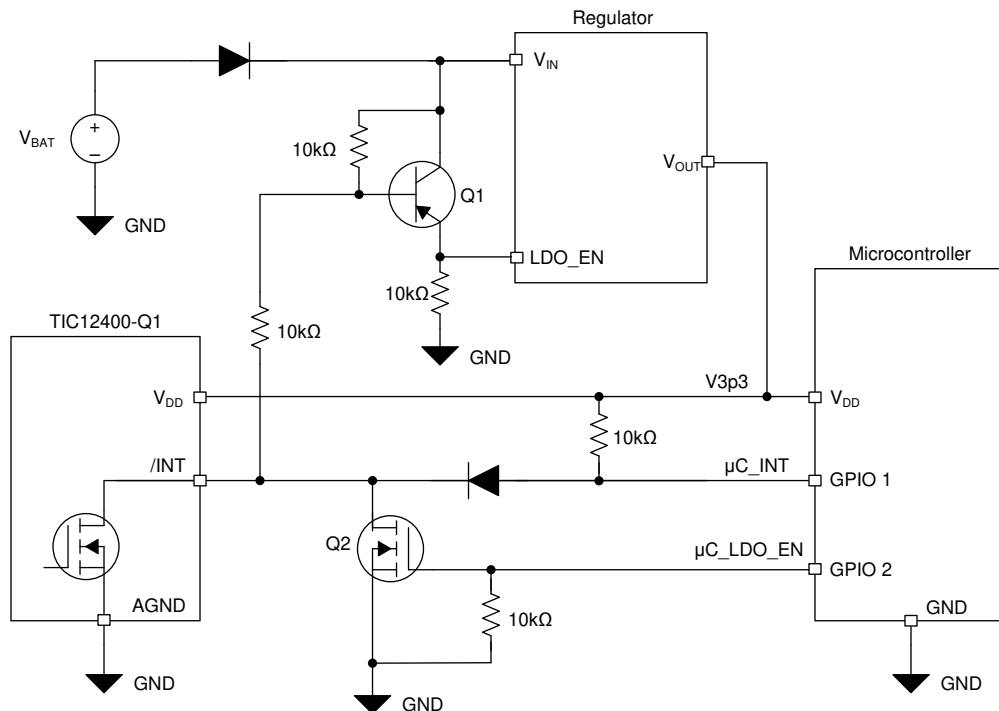 Regulator
V_IN
+
V_BAT
−
10kΩ
V_OUT
Q1
GND
LDO_EN
Microcontroller
10kΩ
10kΩ
TIC12400-Q1
GND
V3p3
V_DD
V_DD
10kΩ
/INT
µC_INT
GPIO 1
Q2
µC_LDO_EN
GPIO 2
AGND
10kΩ
GND
GND
GND
GND